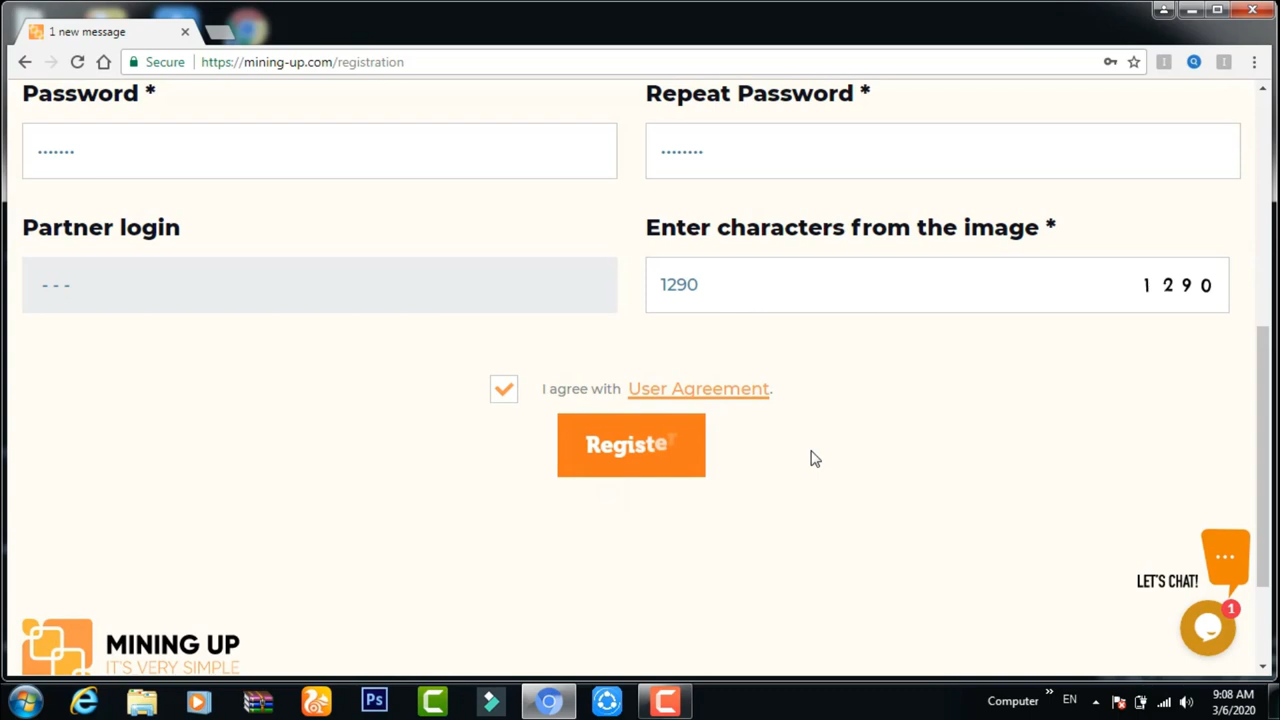 1 new message
Secure https://mining-up.com/registration
Password * Repeat Password *
Partner login Enter characters from the image *
- - - 1290 1 2 9 0
I agree with User Agreement.
Register
LET'S CHAT!
1
MINING UP
IT'S VERY SIMPLE
Ps
Computer EN 9:08 AM
3/6/2020